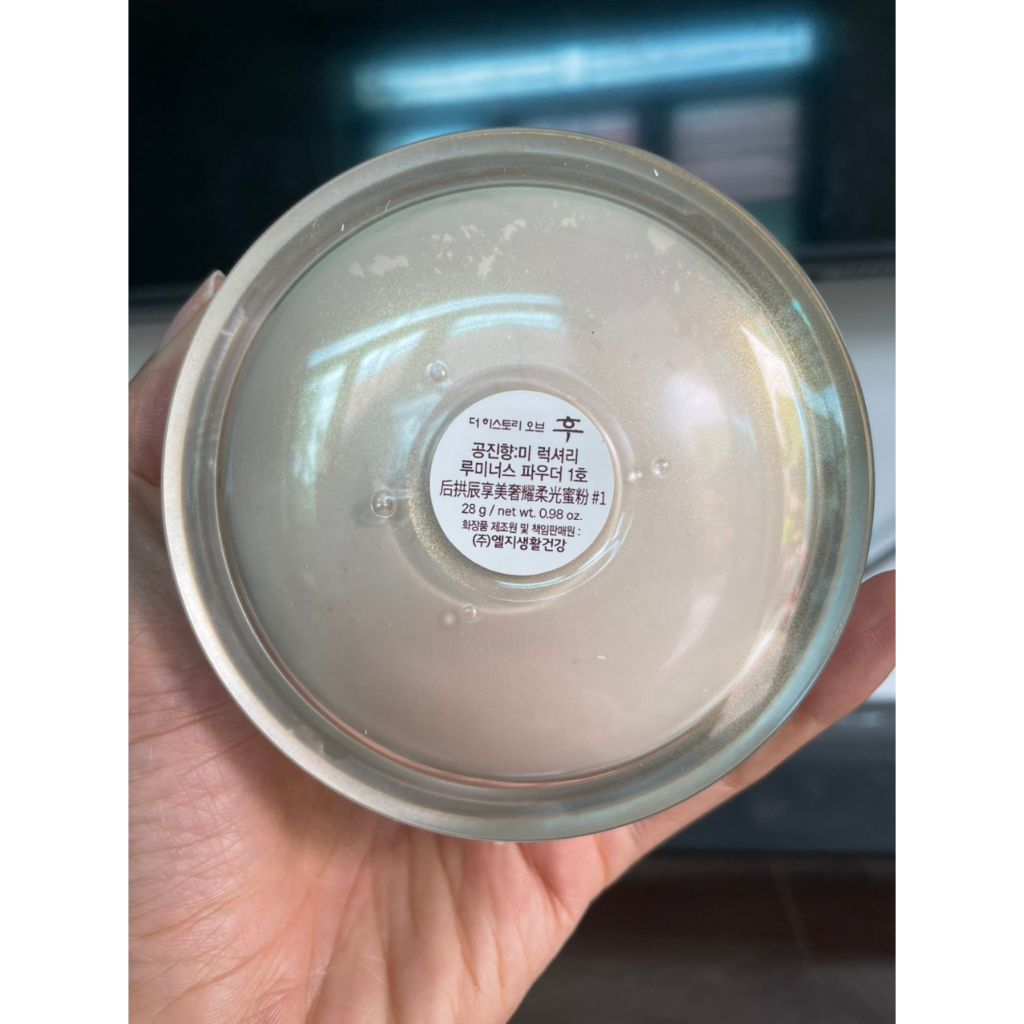 더 히스토리 오브 후
공진향:미 럭셔리
루미너스 파우더 1호
后拱辰享美奢耀柔光蜜粉 #1
28 g / net wt. 0.98 oz.
화장품 제조원 및 책임판매원 :
(주)엘지생활건강